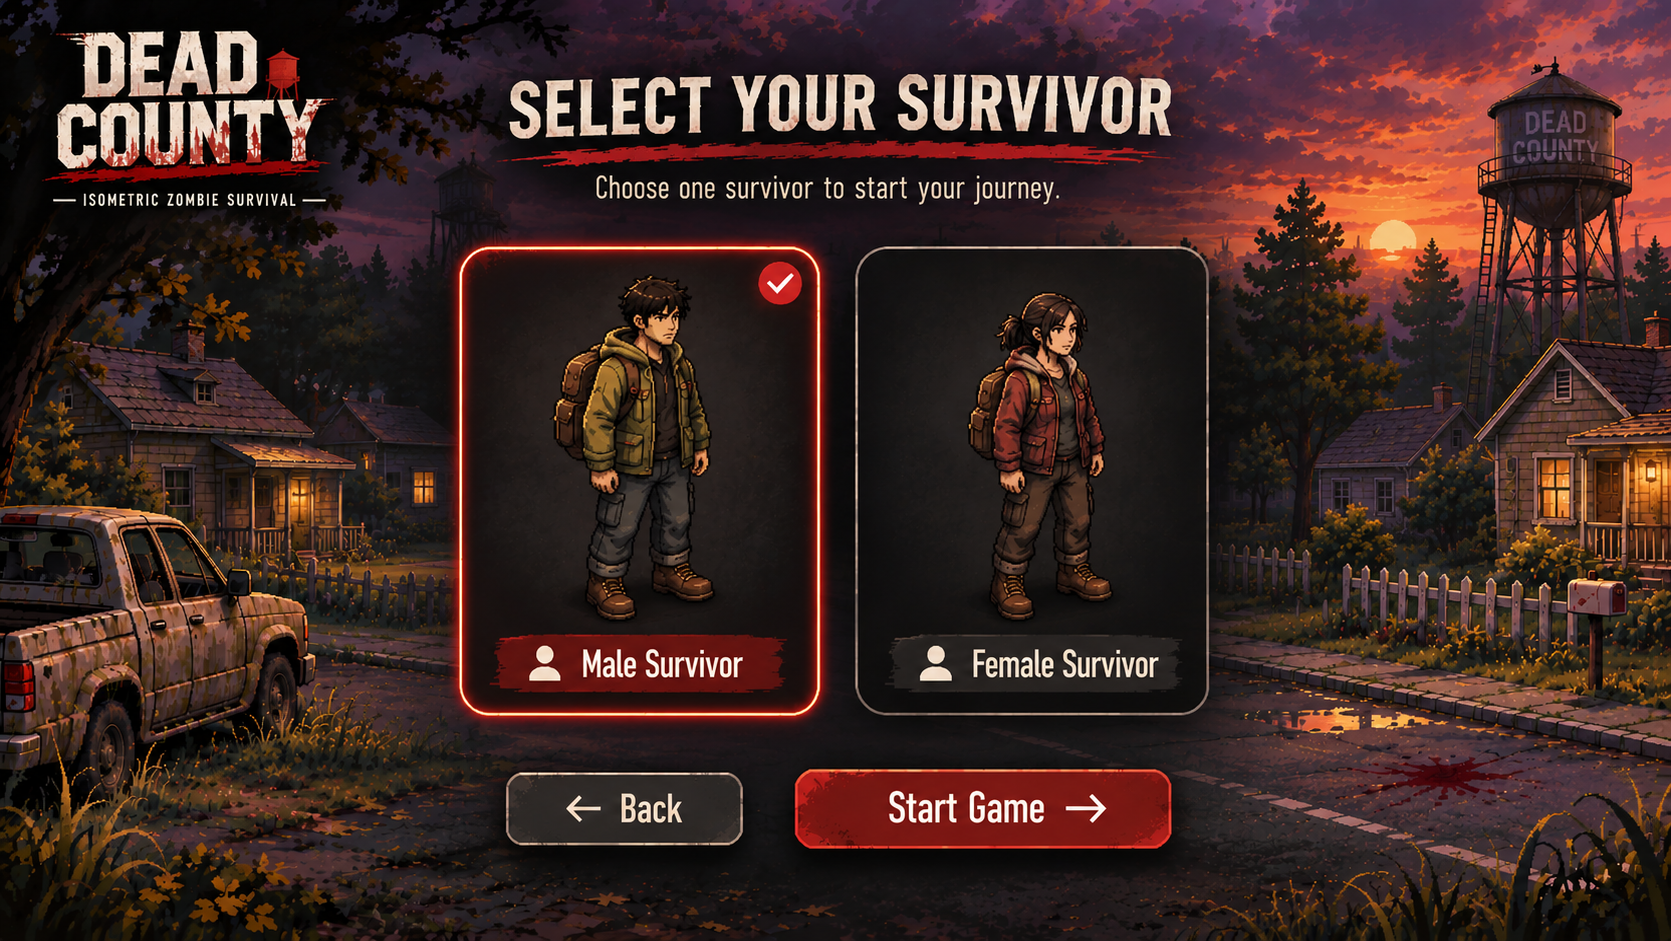 DEAD
COUNTY
ISOMETRIC ZOMBIE SURVIVAL
SELECT YOUR SURVIVOR
Choose one survivor to start your journey.
DEAD
COUNTY
Male Survivor
Female Survivor
← Back
Start Game →